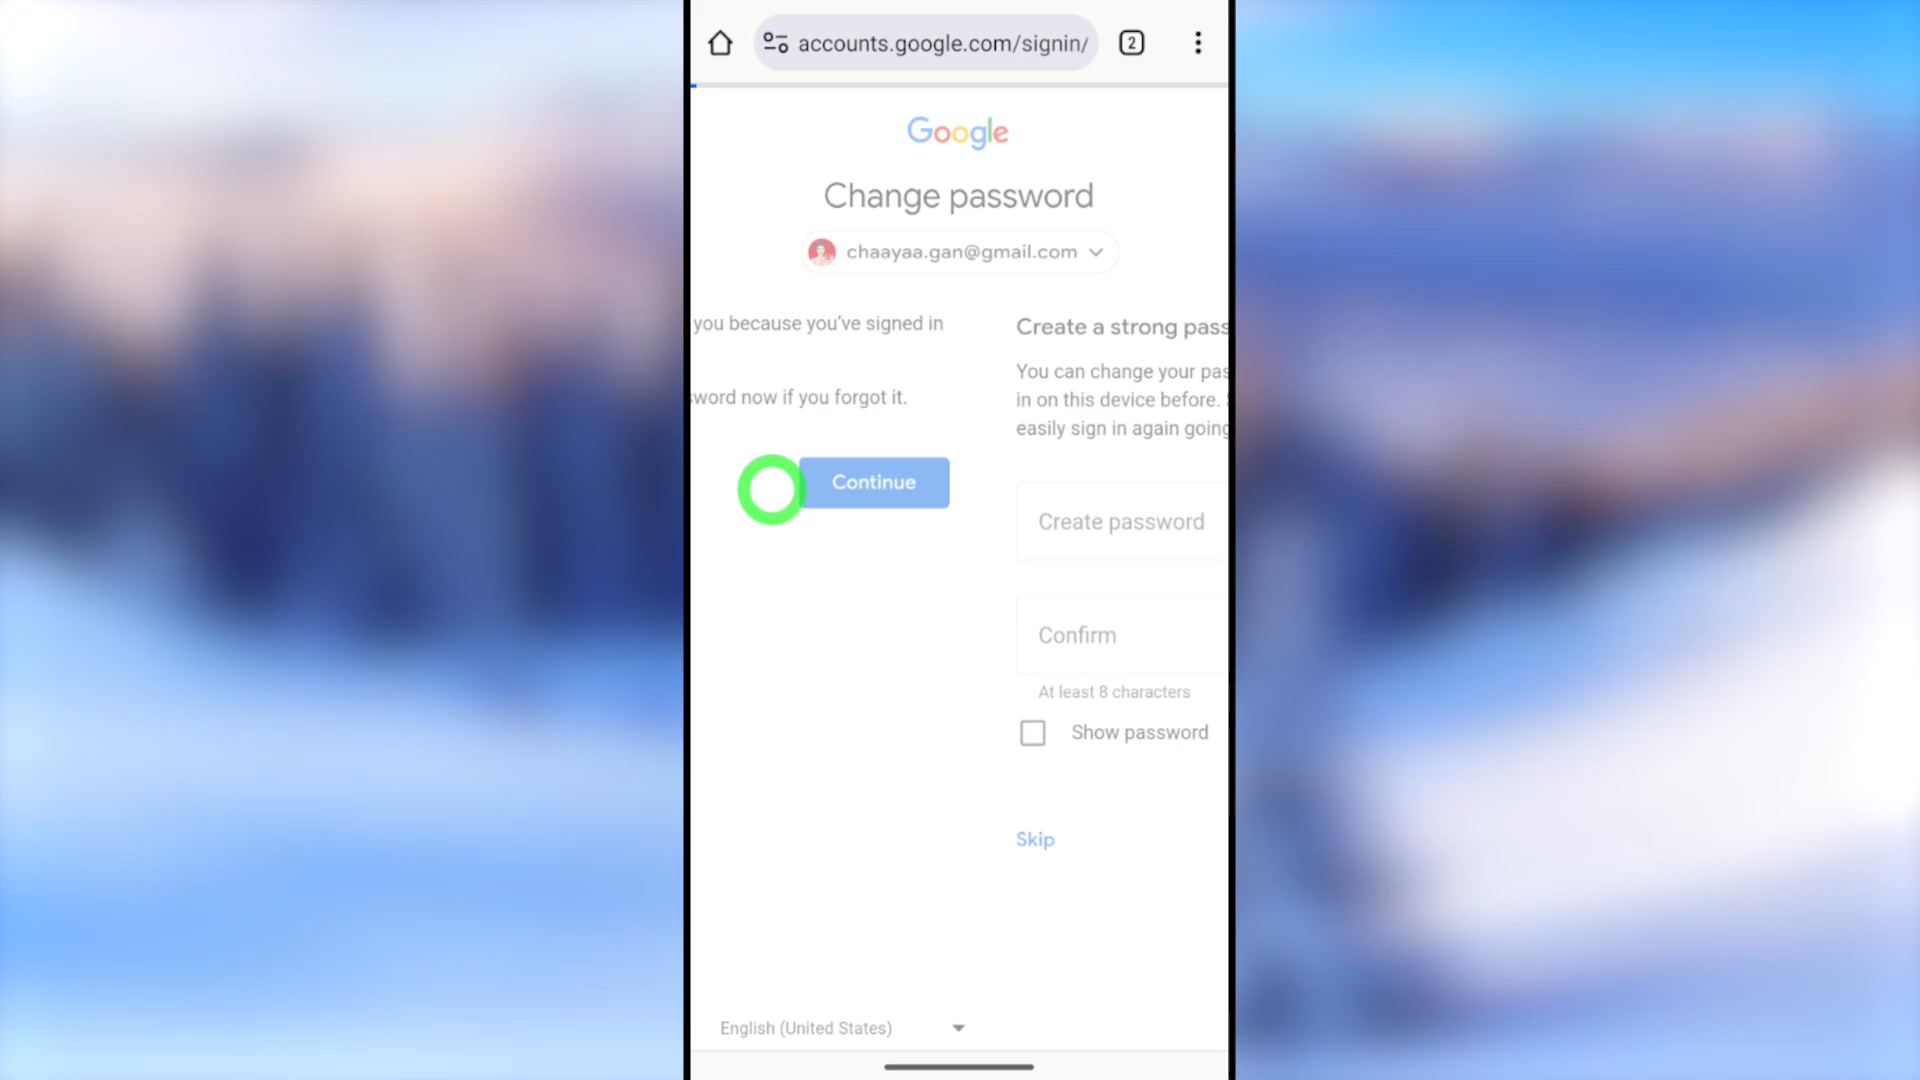 accounts.google.com/signin/
2
Google
Change password
chaayaa.gan@gmail.com
you because you've signed in
word now if you forgot it.
Continue
Create a strong pass
You can change your pas
in on this device before.
easily sign in again going
Create password
Confirm
At least 8 characters
Show password
Skip
English (United States)